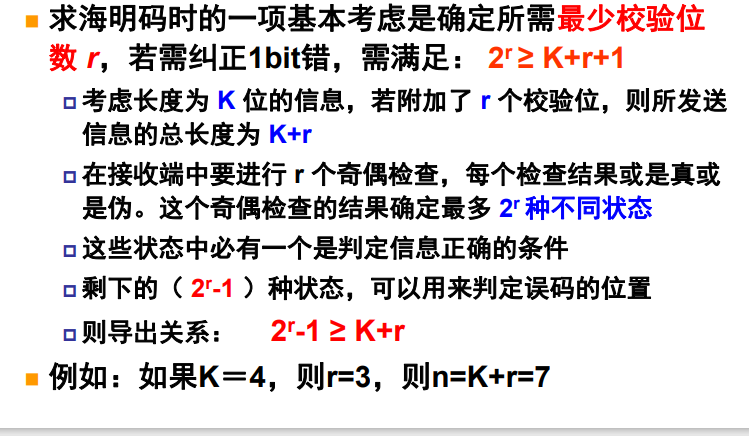 求海明码时的一项基本考虑是确定所需最少校验位
数 r，若需纠正1bit错，需满足： 2ʳ ≥ K+r+1
考虑长度为 K 位的信息，若附加了 r 个校验位，则所发送
信息的总长度为 K+r
在接收端中要进行 r 个奇偶检查，每个检查结果或是真或
是伪。这个奇偶检查的结果确定最多 2ʳ 种不同状态
这些状态中必有一个是判定信息正确的条件
剩下的（ 2ʳ-1 ）种状态，可以用来判定误码的位置
则导出关系： 2ʳ-1 ≥ K+r
例如：如果K＝4，则r=3，则n=K+r=7